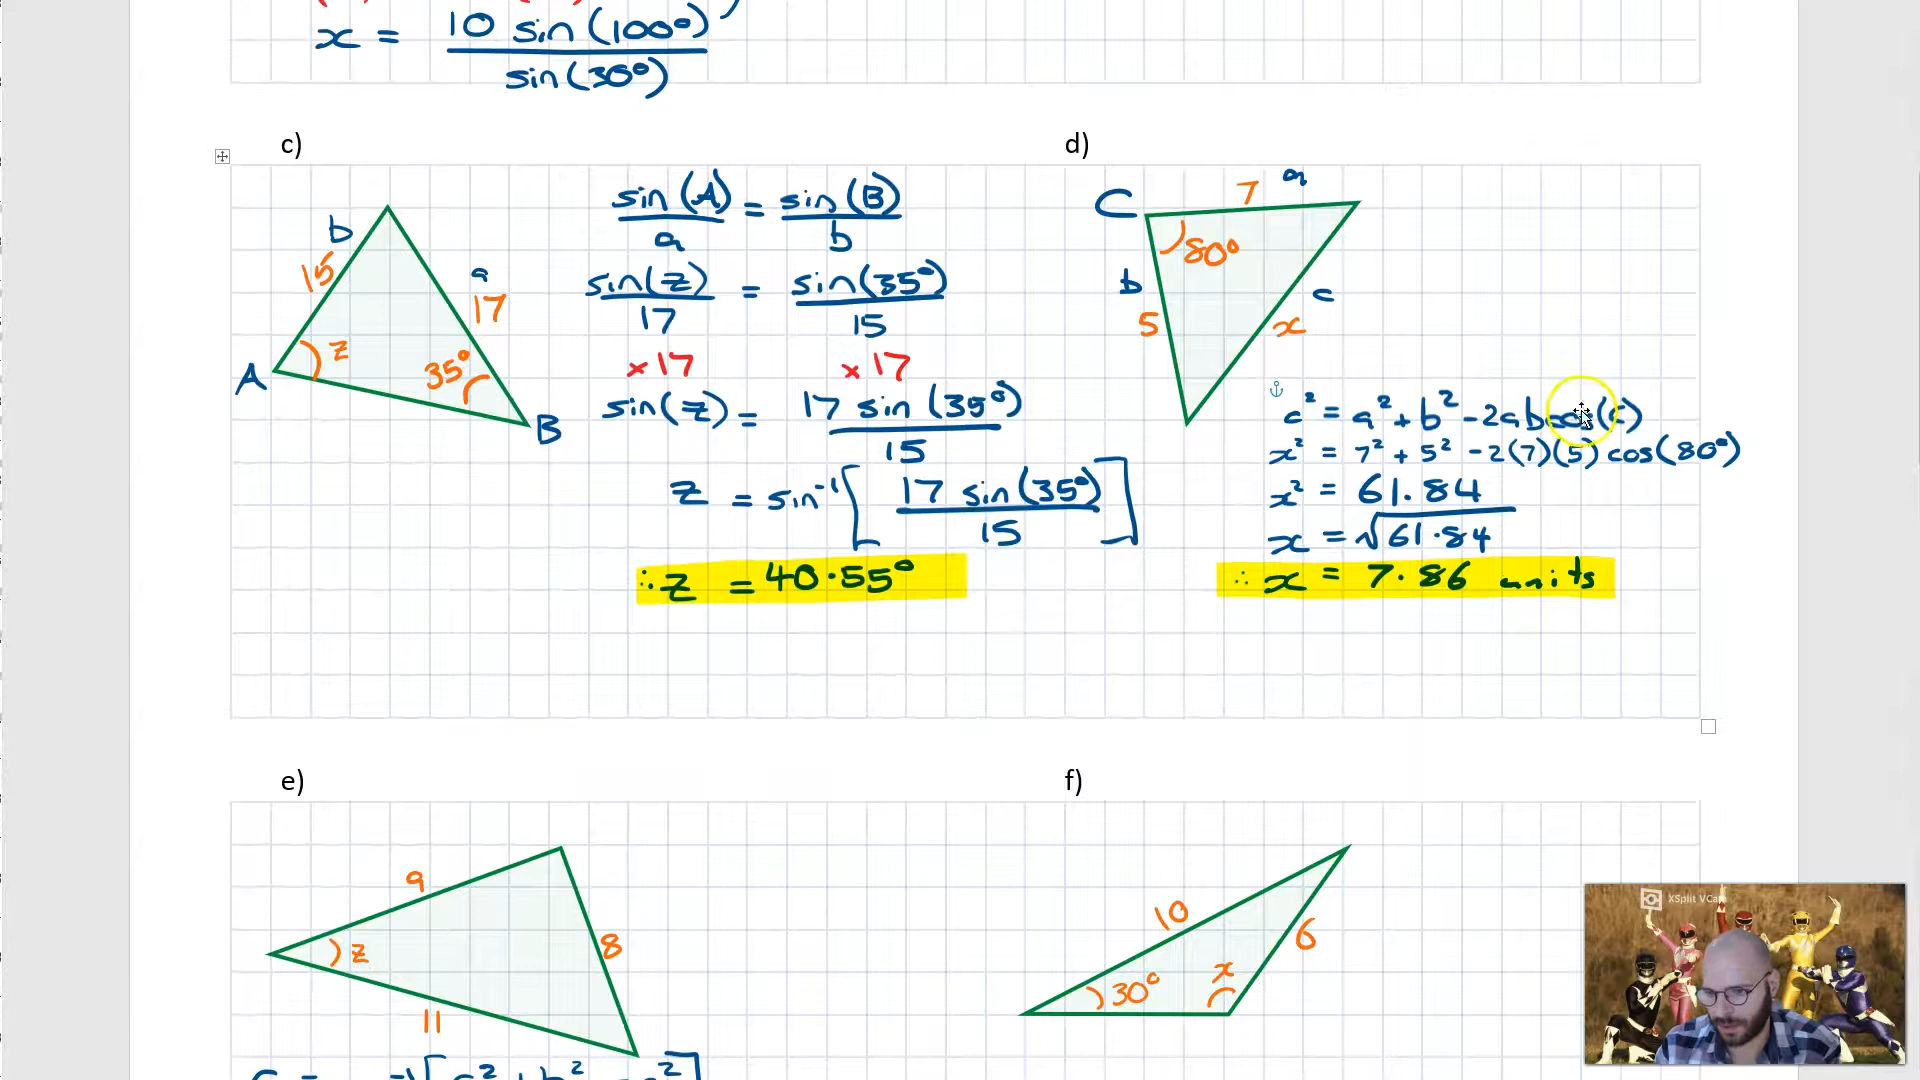 x = 10 sin(100°)
sin(30°)
c)
b
15
a
17
z
35°
A
B
sin(A) = sin(B)
a b
sin(z) = sin(35°)
17 15
×17 ×17
sin(z) = 17 sin(35°)
15
z = sin⁻¹[17 sin(35°)]
15
∴ z = 40.55°
d)
C
7
a
80°
b
5
c
x
c² = a² + b² - 2abcos(C)
x² = 7² + 5² - 2(7)(5) cos(80°)
x² = 61.84
x = √61.84
∴ x = 7.86 units
e)
9
z
8
11
f)
10
6
30°
x
XSplit VCam